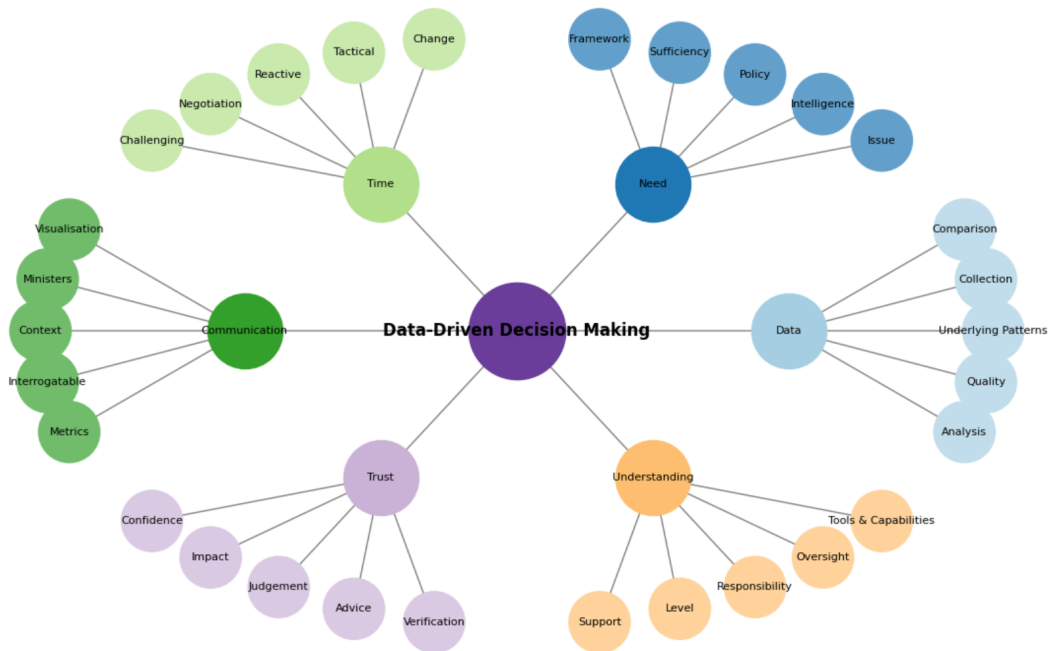 Change
Framework
Tactical
Sufficiency
Reactive
Policy
Negotiation
Intelligence
Challenging
Issue
Time
Need
Visualisation
Comparison
Ministers
Collection
Context
Communication
Data-Driven Decision Making
Data
Underlying Patterns
Interrogatable
Quality
Metrics
Analysis
Trust
Understanding
Confidence
Tools & Capabilities
Impact
Oversight
Judgement
Responsibility
Advice
Level
Verification
Support